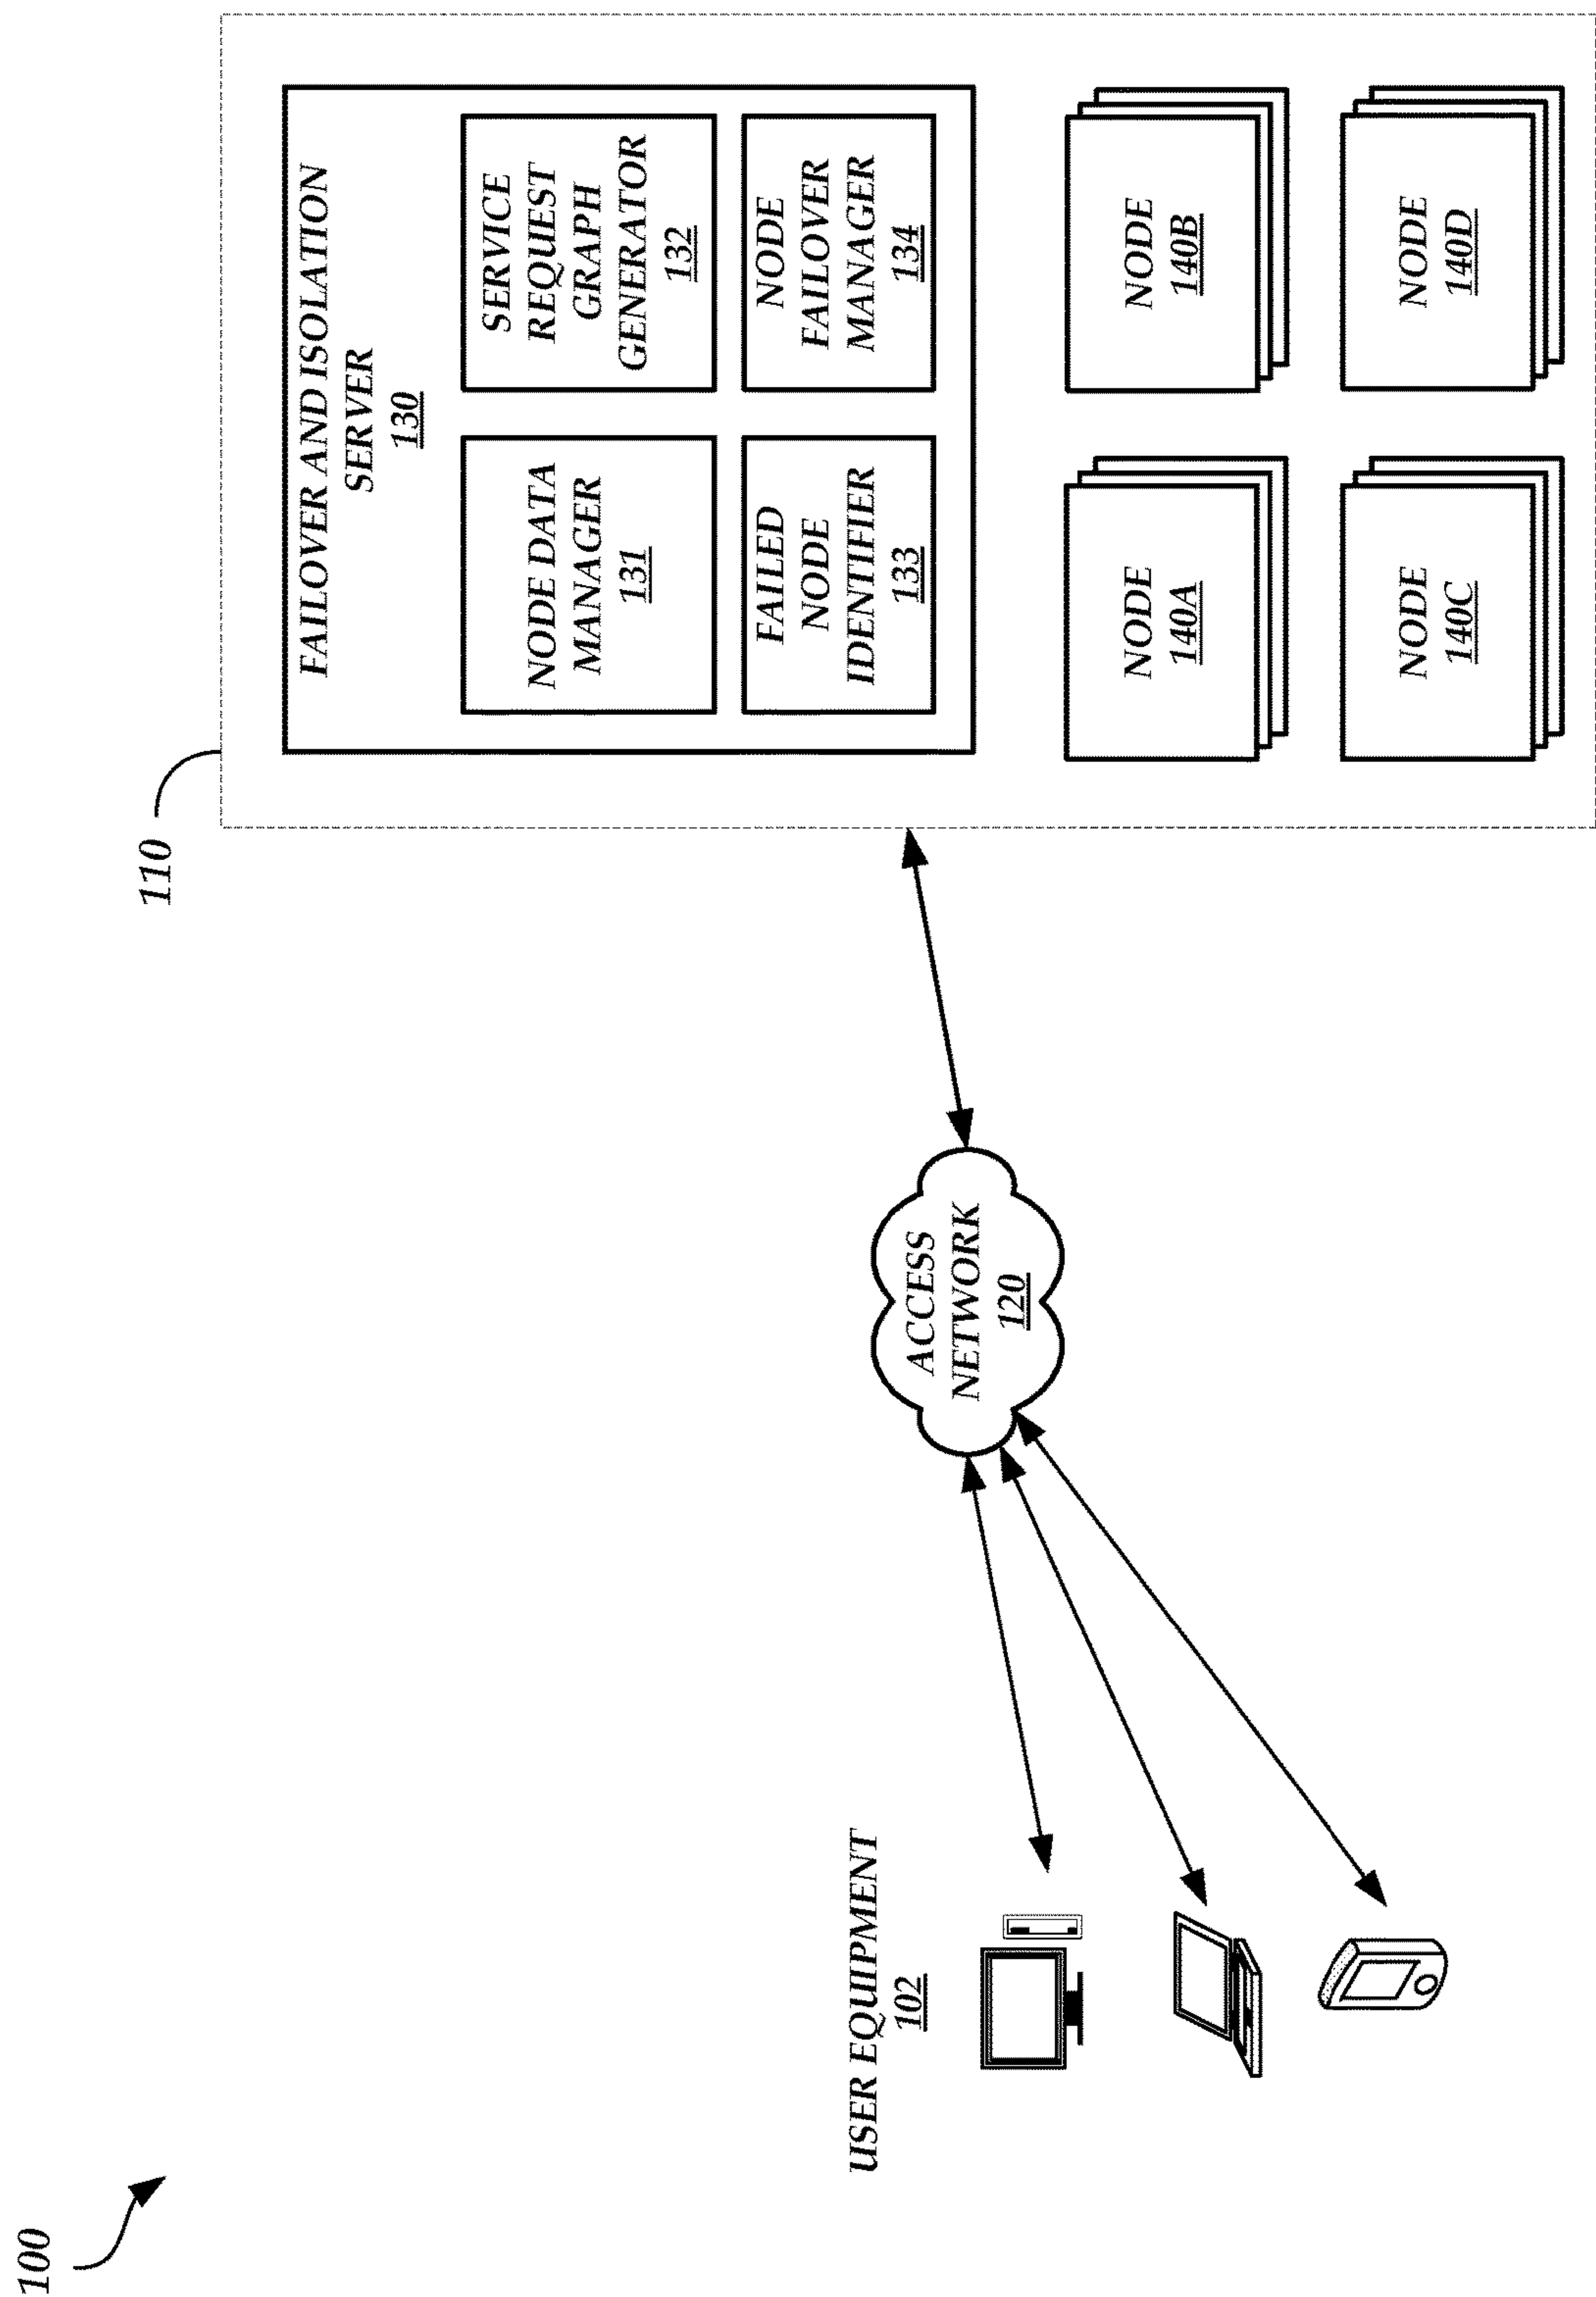 100
110
FAILOVER AND ISOLATION
SERVER
130
NODE DATA
MANAGER
131
SERVICE
REQUEST
GRAPH
GENERATOR
132
FAILED
NODE
IDENTIFIER
133
NODE
FAILOVER
MANAGER
134
USER EQUIPMENT
102
ACCESS
NETWORK
120
NODE
140A
NODE
140B
NODE
140C
NODE
140D